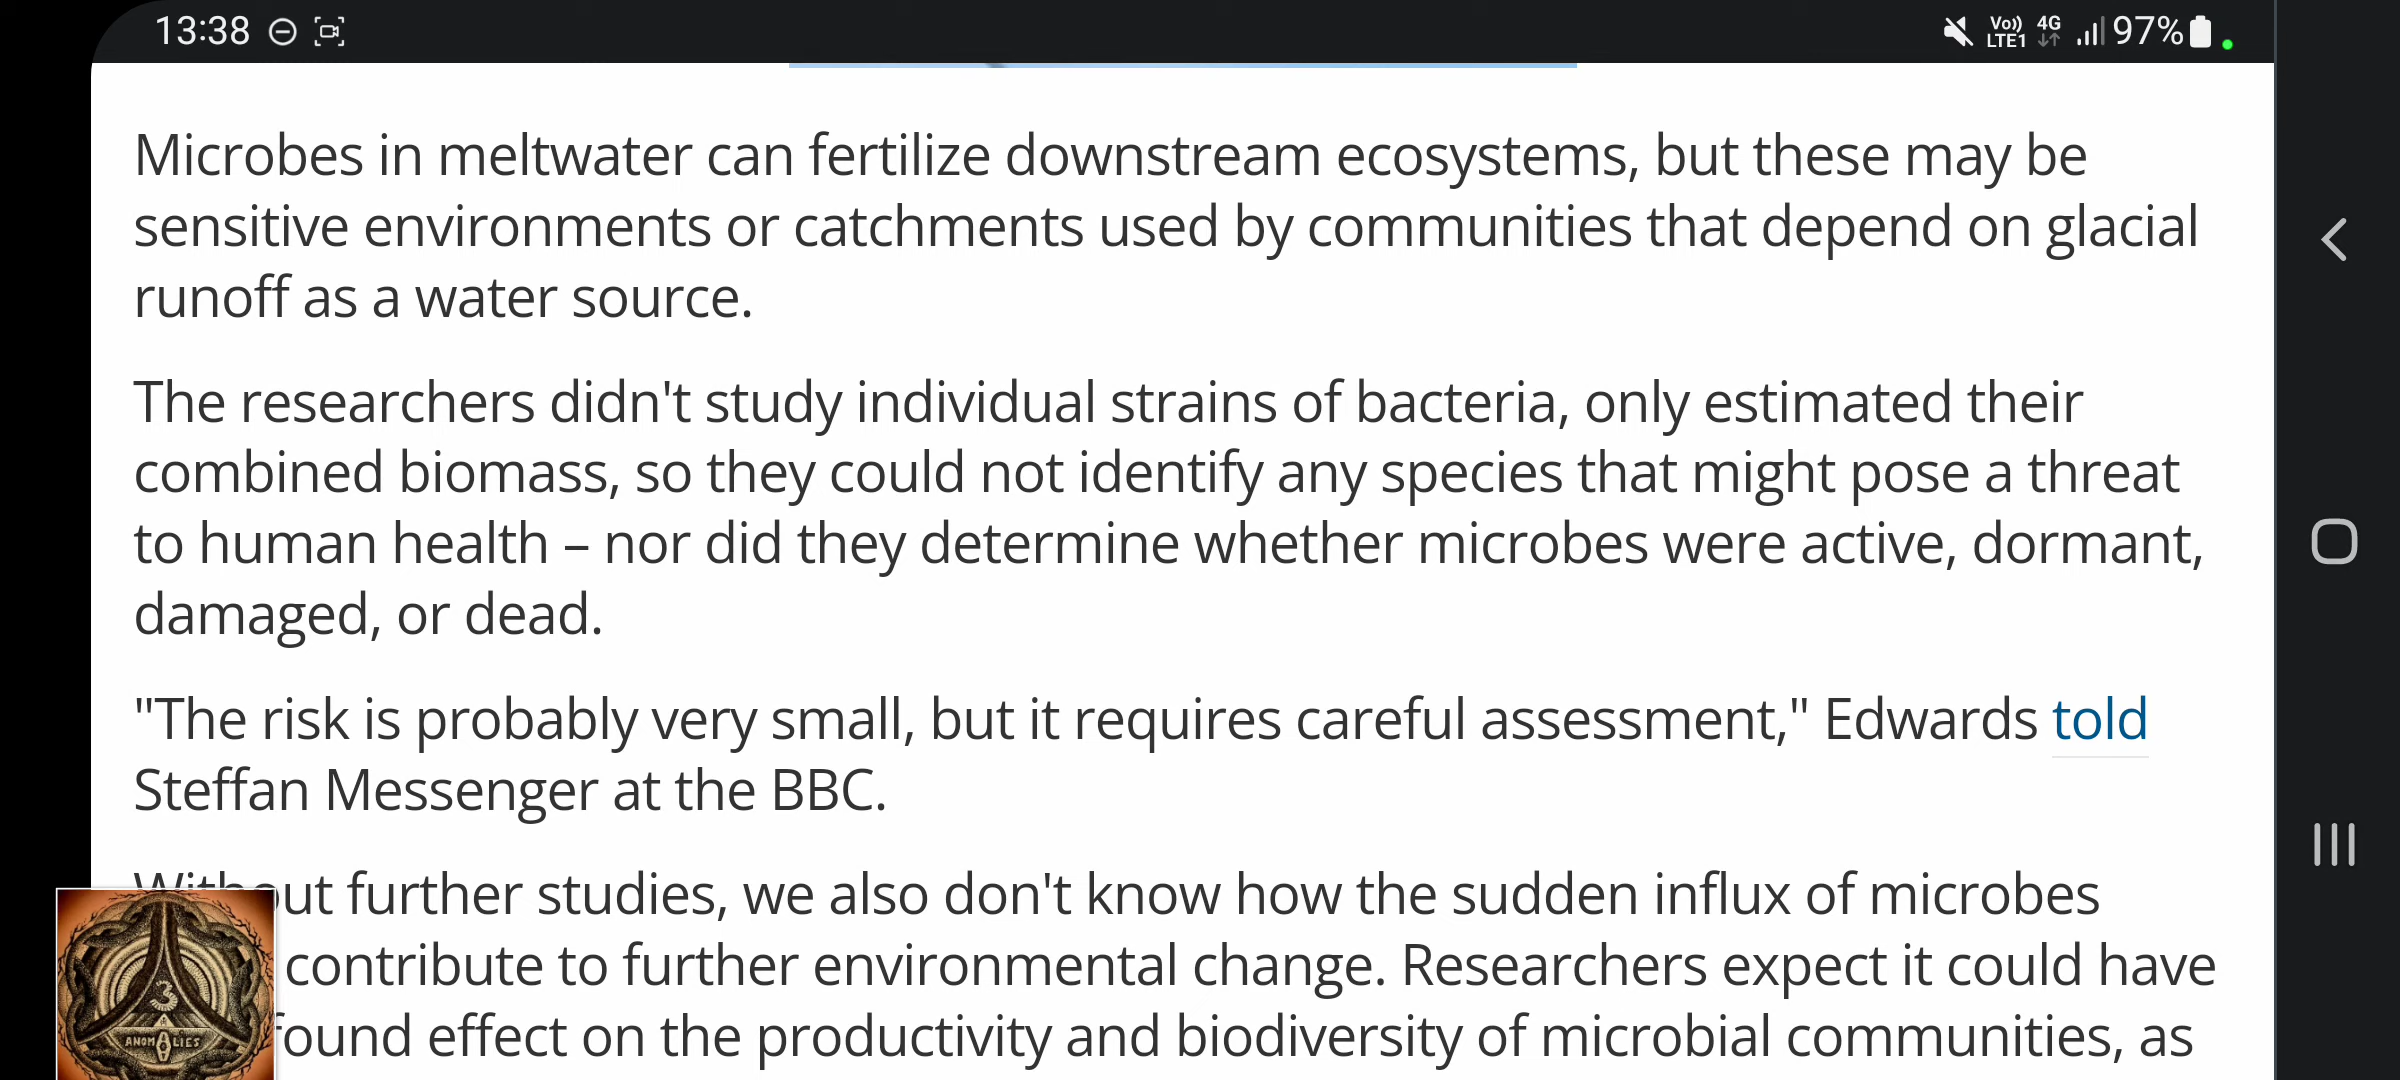 13:38
Vo)) 4G 97%
LTE1
Microbes in meltwater can fertilize downstream ecosystems, but these may be
sensitive environments or catchments used by communities that depend on glacial
runoff as a water source.
The researchers didn't study individual strains of bacteria, only estimated their
combined biomass, so they could not identify any species that might pose a threat
to human health – nor did they determine whether microbes were active, dormant,
damaged, or dead.
"The risk is probably very small, but it requires careful assessment," Edwards told
Steffan Messenger at the BBC.
Without further studies, we also don't know how the sudden influx of microbes
contribute to further environmental change. Researchers expect it could have
found effect on the productivity and biodiversity of microbial communities, as
3
ANOMALIES